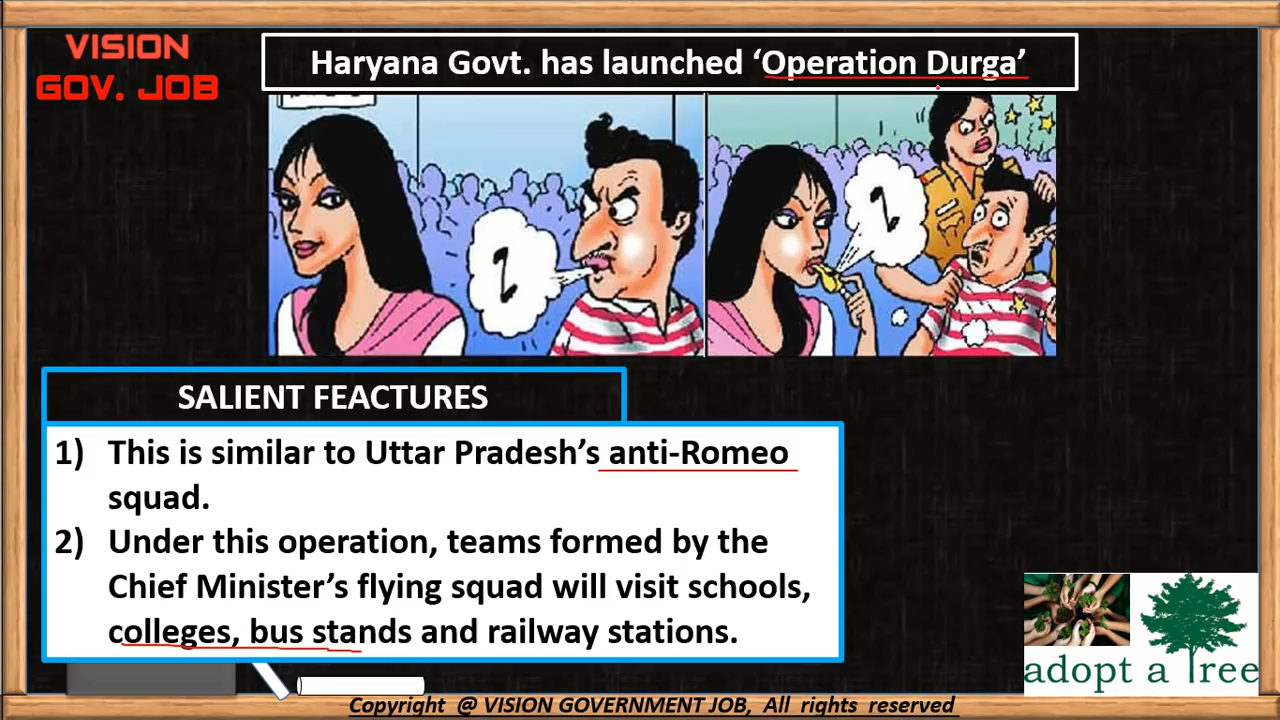 VISION
GOV. JOB
Haryana Govt. has launched ‘Operation Durga’
SALIENT FEACTURES
1) This is similar to Uttar Pradesh’s anti-Romeo
squad.
2) Under this operation, teams formed by the
Chief Minister’s flying squad will visit schools,
colleges, bus stands and railway stations.
adopt a Tree
Copyright @ VISION GOVERNMENT JOB, All rights reserved